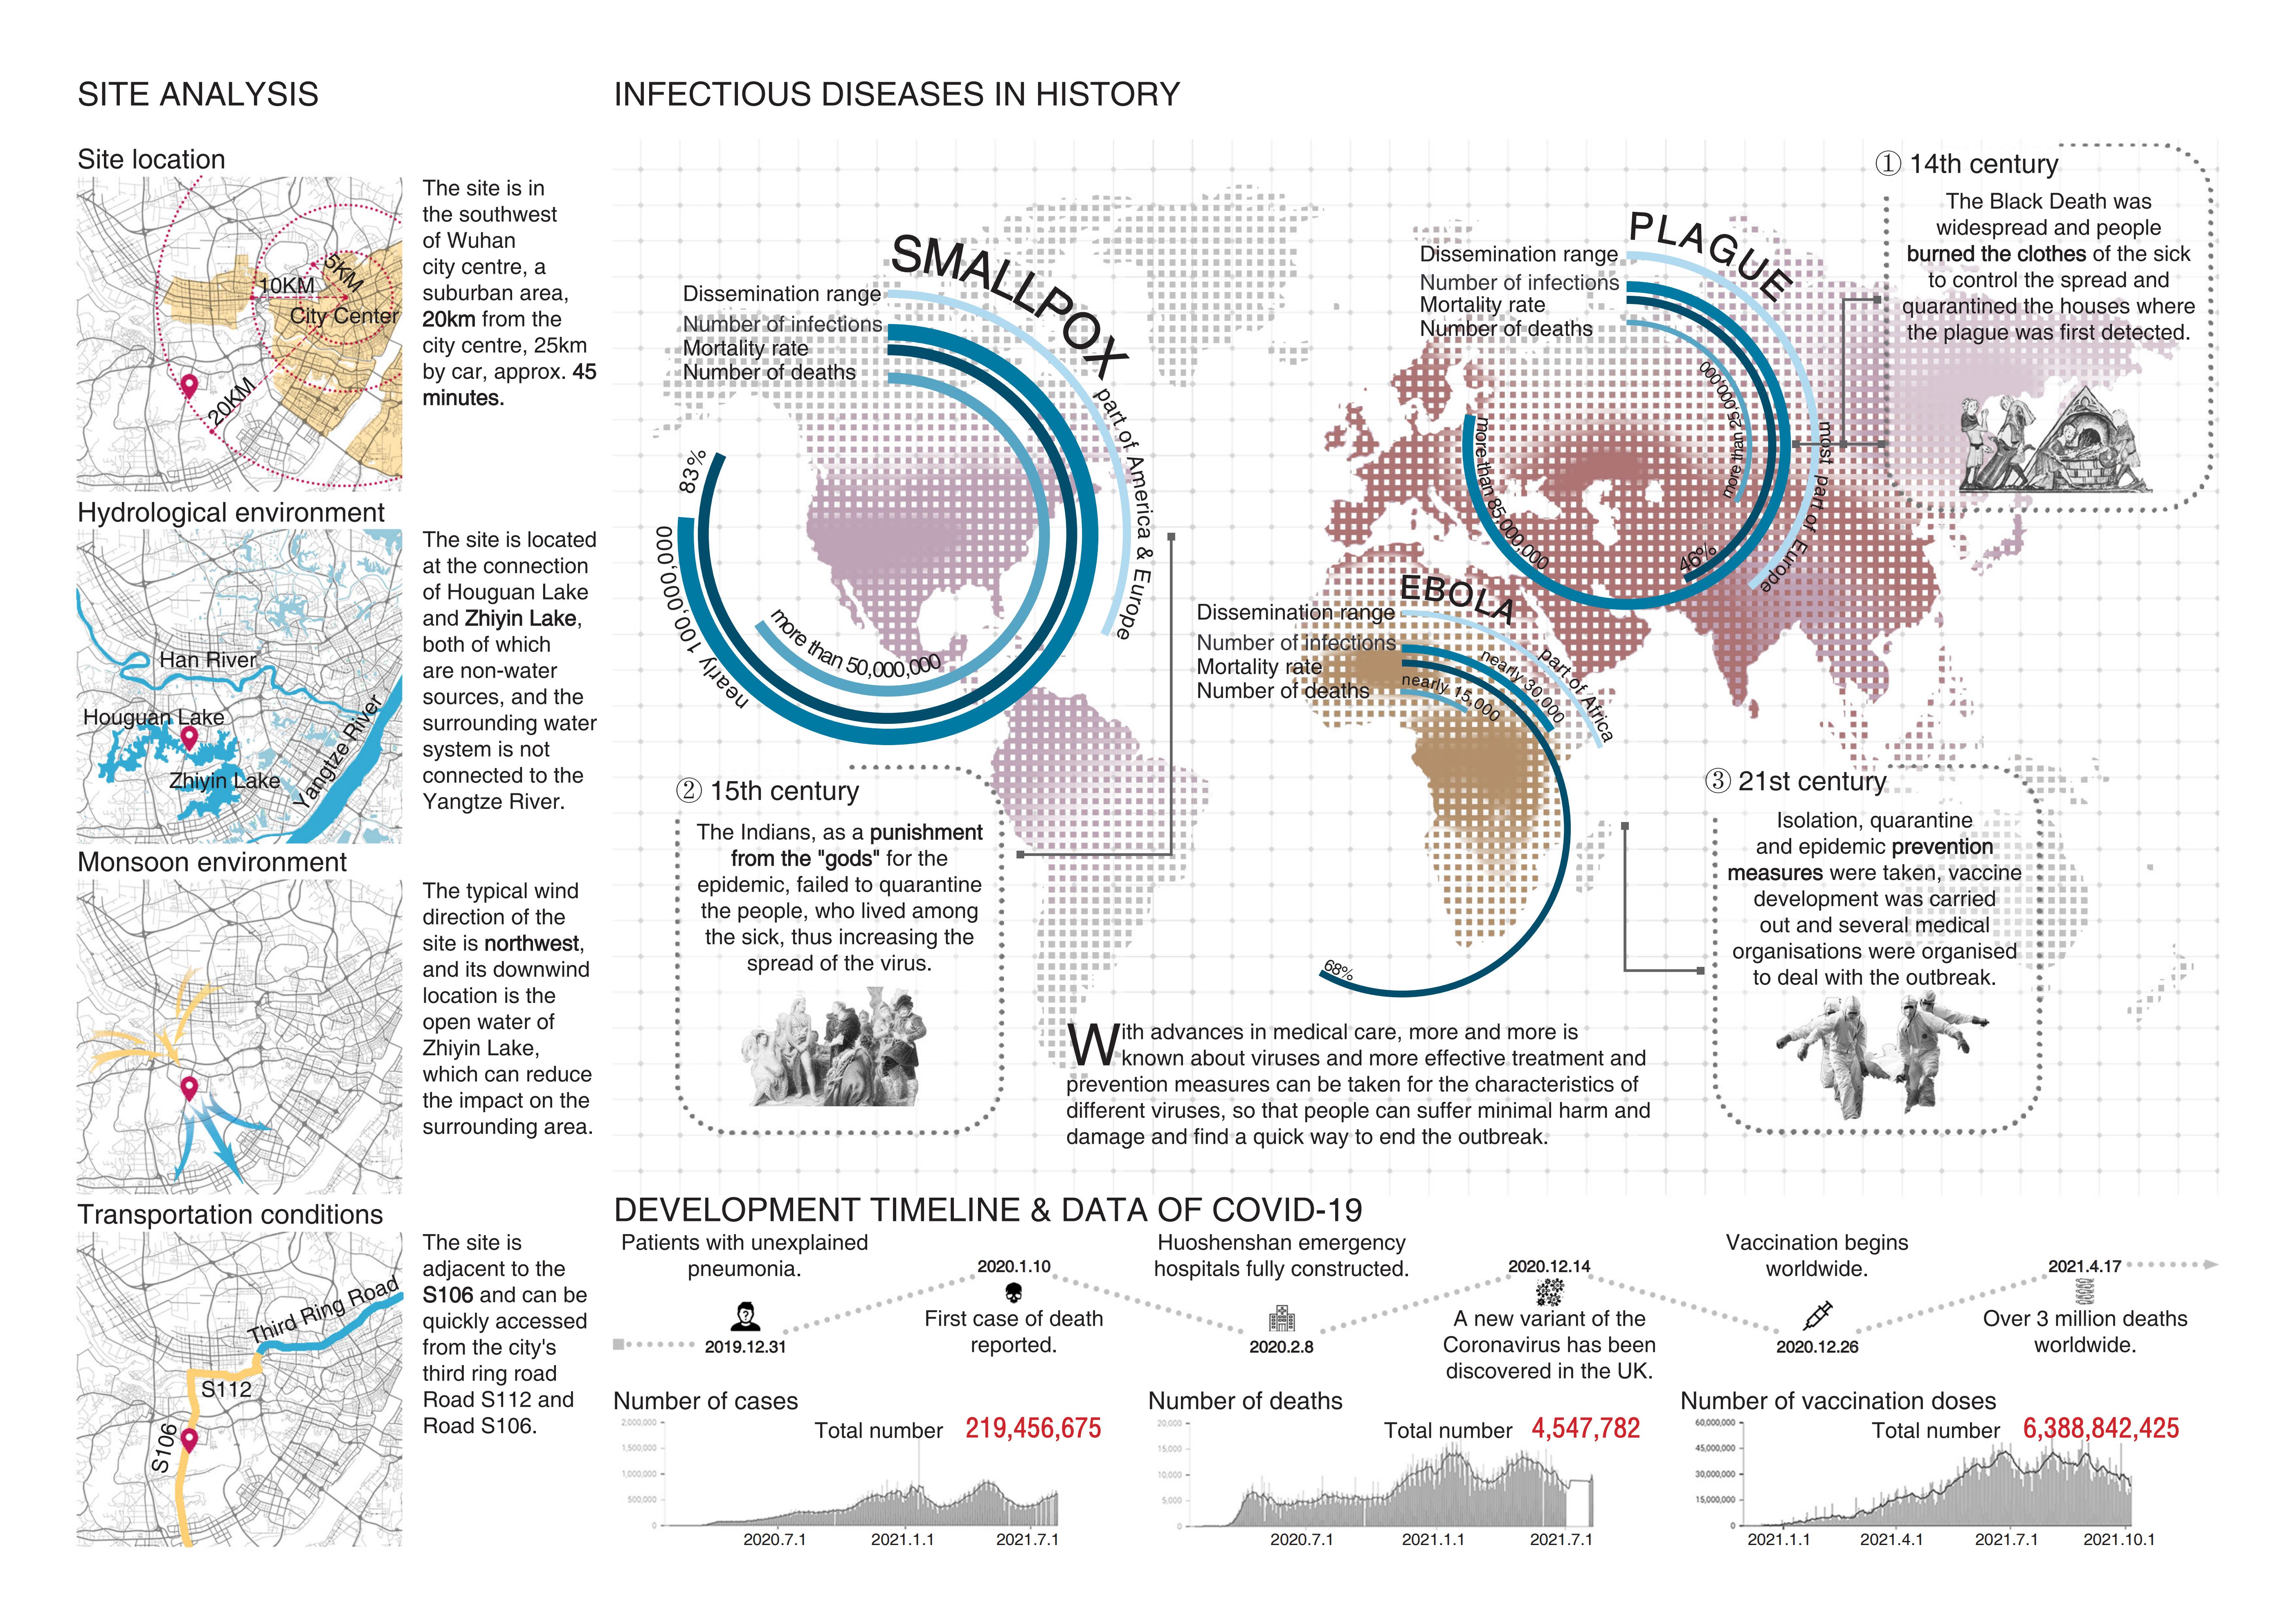 SITE ANALYSIS
Site location
5KM
10KM
City Center
20KM
The site is in
the southwest
of Wuhan
city centre, a
suburban area,
20km from the
city centre, 25km
by car, approx. 45
minutes.
Hydrological environment
Han River
Houguan Lake
Zhiyin Lake
Yangtze River
The site is located
at the connection
of Houguan Lake
and Zhiyin Lake,
both of which
are non-water
sources, and the
surrounding water
system is not
connected to the
Yangtze River.
Monsoon environment
The typical wind
direction of the
site is northwest,
and its downwind
location is the
open water of
Zhiyin Lake,
which can reduce
the impact on the
surrounding area.
Transportation conditions
Third Ring Road
S112
S106
The site is
adjacent to the
S106 and can be
quickly accessed
from the city's
third ring road
Road S112 and
Road S106.
INFECTIOUS DISEASES IN HISTORY
SMALLPOX
Dissemination range
Number of infections
Mortality rate
Number of deaths
part of America & Europe
83%
nearly 100,000,000
more than 50,000,000
PLAGUE
Dissemination range
Number of infections
Mortality rate
Number of deaths
most part of Europe
more than 85,000,000
46%
more than 25,000,000
① 14th century
The Black Death was
widespread and people
burned the clothes of the sick
to control the spread and
quarantined the houses where
the plague was first detected.
EBOLA
Dissemination range
Number of infections
Mortality rate
Number of deaths
part of Africa
nearly 30,000
nearly 15,000
68%
② 15th century
The Indians, as a punishment
from the "gods" for the
epidemic, failed to quarantine
the people, who lived among
the sick, thus increasing the
spread of the virus.
③ 21st century
Isolation, quarantine
and epidemic prevention
measures were taken, vaccine
development was carried
out and several medical
organisations were organised
to deal with the outbreak.
With advances in medical care, more and more is
known about viruses and more effective treatment and
prevention measures can be taken for the characteristics of
different viruses, so that people can suffer minimal harm and
damage and find a quick way to end the outbreak.
DEVELOPMENT TIMELINE & DATA OF COVID-19
Patients with unexplained
pneumonia.
2019.12.31
2020.1.10
First case of death
reported.
Huoshenshan emergency
hospitals fully constructed.
2020.2.8
2020.12.14
A new variant of the
Coronavirus has been
discovered in the UK.
Vaccination begins
worldwide.
2020.12.26
2021.4.17
Over 3 million deaths
worldwide.
Number of cases
Total number 219,456,675
2,000,000
1,500,000
1,000,000
500,000
0
2020.7.1 2021.1.1 2021.7.1
Number of deaths
Total number 4,547,782
20,000
15,000
10,000
5,000
0
2020.7.1 2021.1.1 2021.7.1
Number of vaccination doses
Total number 6,388,842,425
60,000,000
45,000,000
30,000,000
15,000,000
0
2021.1.1 2021.4.1 2021.7.1 2021.10.1